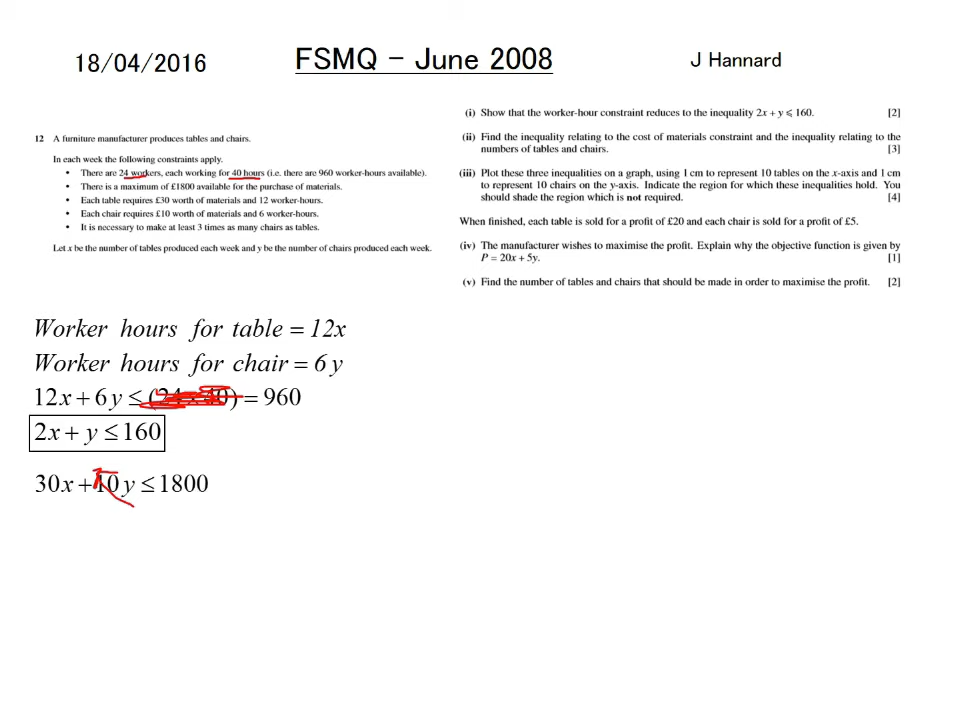 18/04/2016
FSMQ – June 2008
J Hannard
12 A furniture manufacturer produces tables and chairs.
In each week the following constraints apply.
• There are 24 workers, each working for 40 hours (i.e. there are 960 worker-hours available).
• There is a maximum of £1800 available for the purchase of materials.
• Each table requires £30 worth of materials and 12 worker-hours.
• Each chair requires £10 worth of materials and 6 worker-hours.
• It is necessary to make at least 3 times as many chairs as tables.
Let x be the number of tables produced each week and y be the number of chairs produced each week.
(i) Show that the worker-hour constraint reduces to the inequality 2x + y ⩽ 160. [2]
(ii) Find the inequality relating to the cost of materials constraint and the inequality relating to the
numbers of tables and chairs. [3]
(iii) Plot these three inequalities on a graph, using 1 cm to represent 10 tables on the x-axis and 1 cm
to represent 10 chairs on the y-axis. Indicate the region for which these inequalities hold. You
should shade the region which is not required. [4]
When finished, each table is sold for a profit of £20 and each chair is sold for a profit of £5.
(iv) The manufacturer wishes to maximise the profit. Explain why the objective function is given by
P = 20x + 5y. [1]
(v) Find the number of tables and chairs that should be made in order to maximise the profit. [2]
Worker hours for table = 12x
Worker hours for chair = 6y
12x + 6y ≤ (24 × 40) = 960
2x + y ≤ 160
30x + 10y ≤ 1800